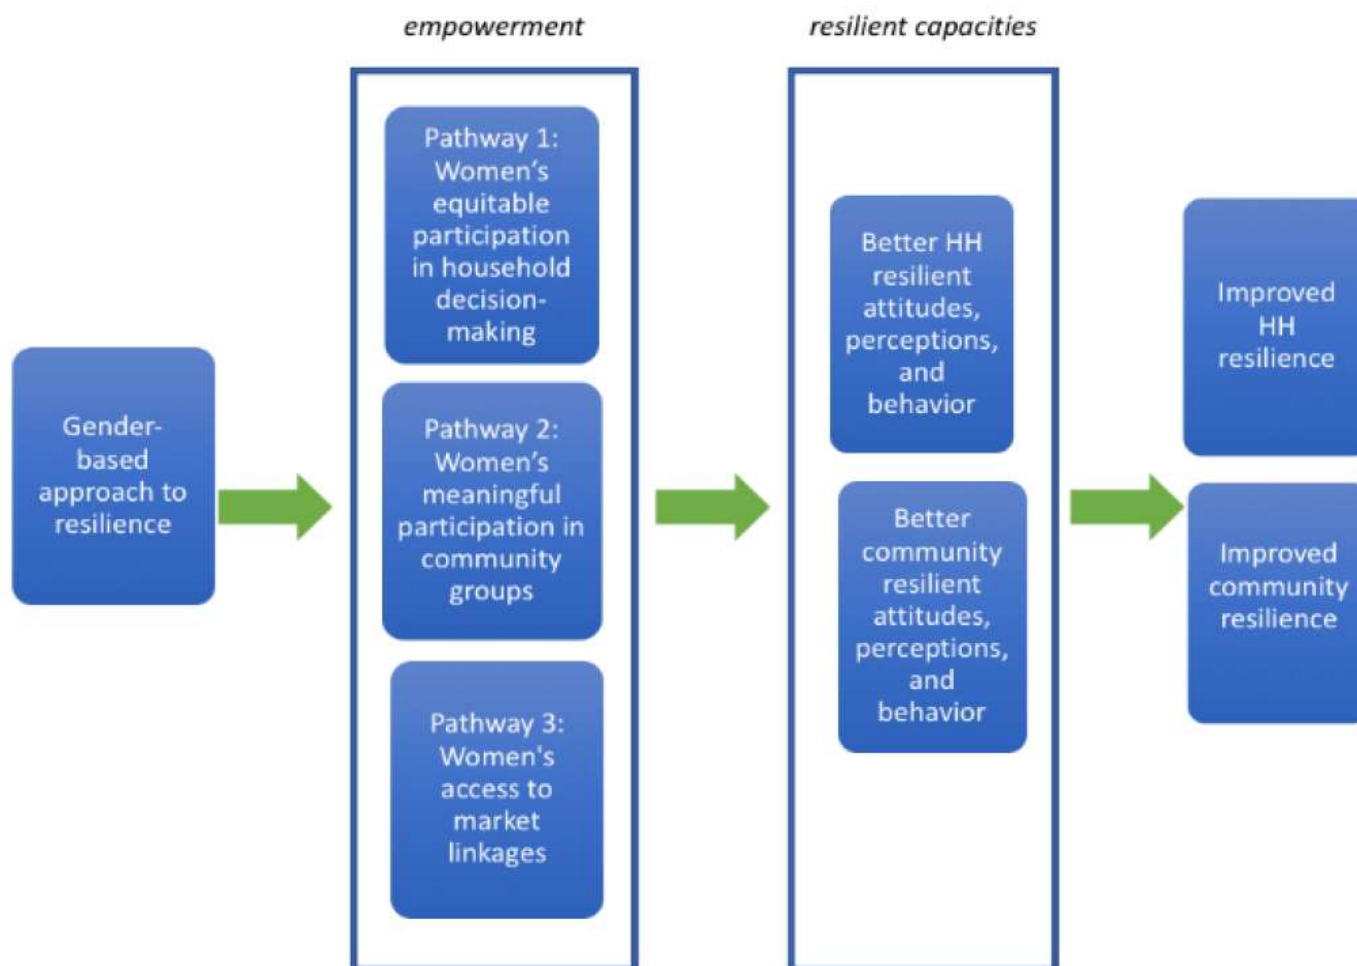 empowerment
resilient capacities
Gender-
based
approach to
resilience
Pathway 1:
Women’s
equitable
participation
in household
decision-
making
Pathway 2:
Women’s
meaningful
participation in
community
groups
Pathway 3:
Women's
access to
market
linkages
Better HH
resilient
attitudes,
perceptions,
and
behavior
Better
community
resilient
attitudes,
perceptions,
and
behavior
Improved
HH
resilience
Improved
community
resilience